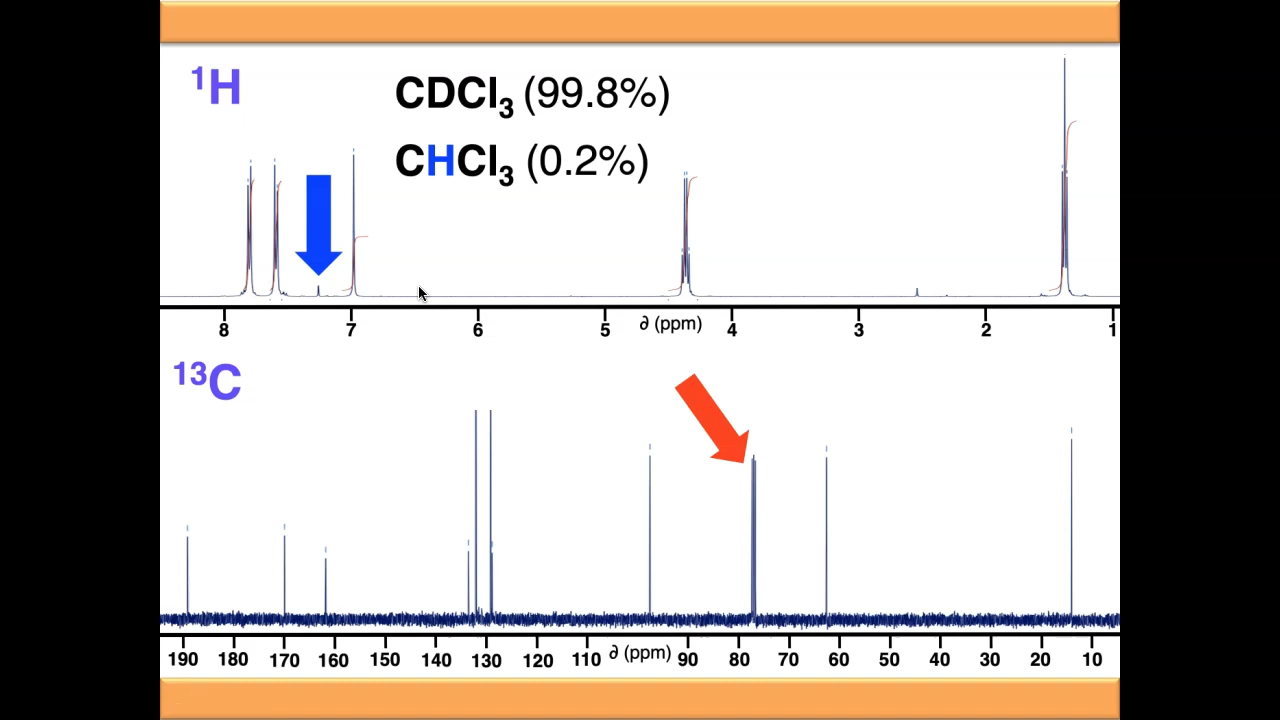 ¹H
CDCl₃ (99.8%)
CHCl₃ (0.2%)
8 7 6 5 ∂ (ppm) 4 3 2 1
¹³C
190 180 170 160 150 140 130 120 110 ∂ (ppm) 90 80 70 60 50 40 30 20 10